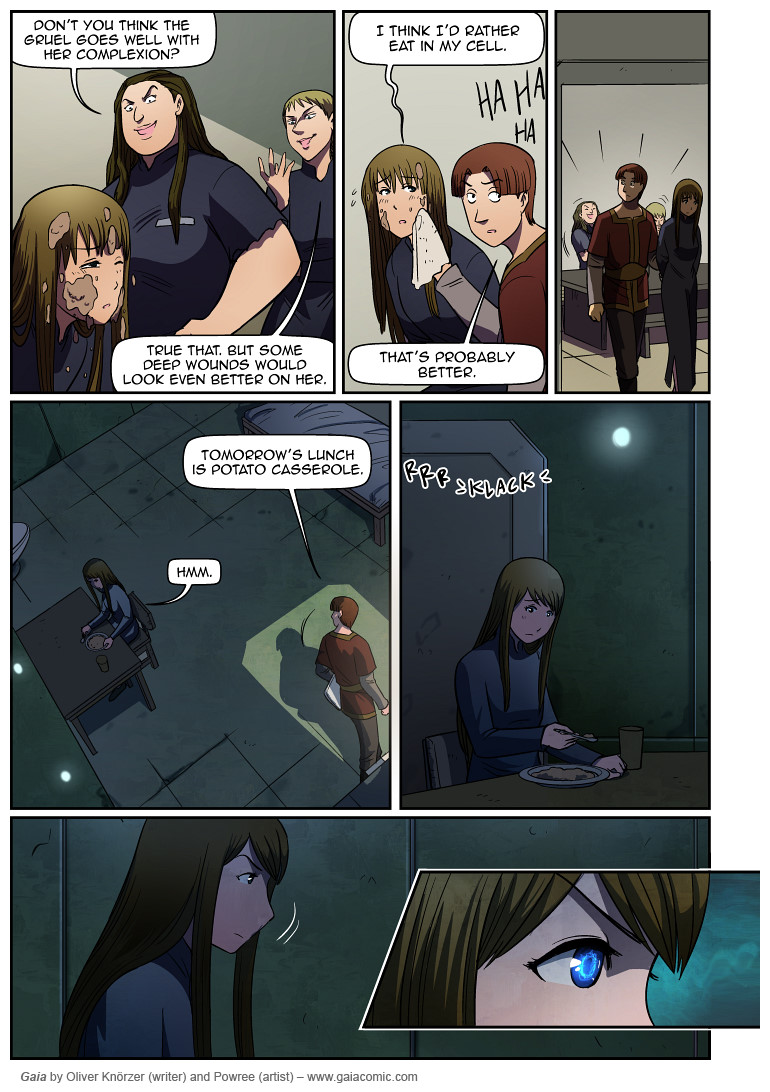 DON'T YOU THINK THE
GRUEL GOES WELL WITH
HER COMPLEXION?
TRUE THAT. BUT SOME
DEEP WOUNDS WOULD
LOOK EVEN BETTER ON HER.
I THINK I'D RATHER
EAT IN MY CELL.
HA HA
HA
THAT'S PROBABLY
BETTER.
TOMORROW'S LUNCH
IS POTATO CASSEROLE.
HMM.
RRR
KLACK
Gaia by Oliver Knörzer (writer) and Powree (artist) – www.gaiacomic.com